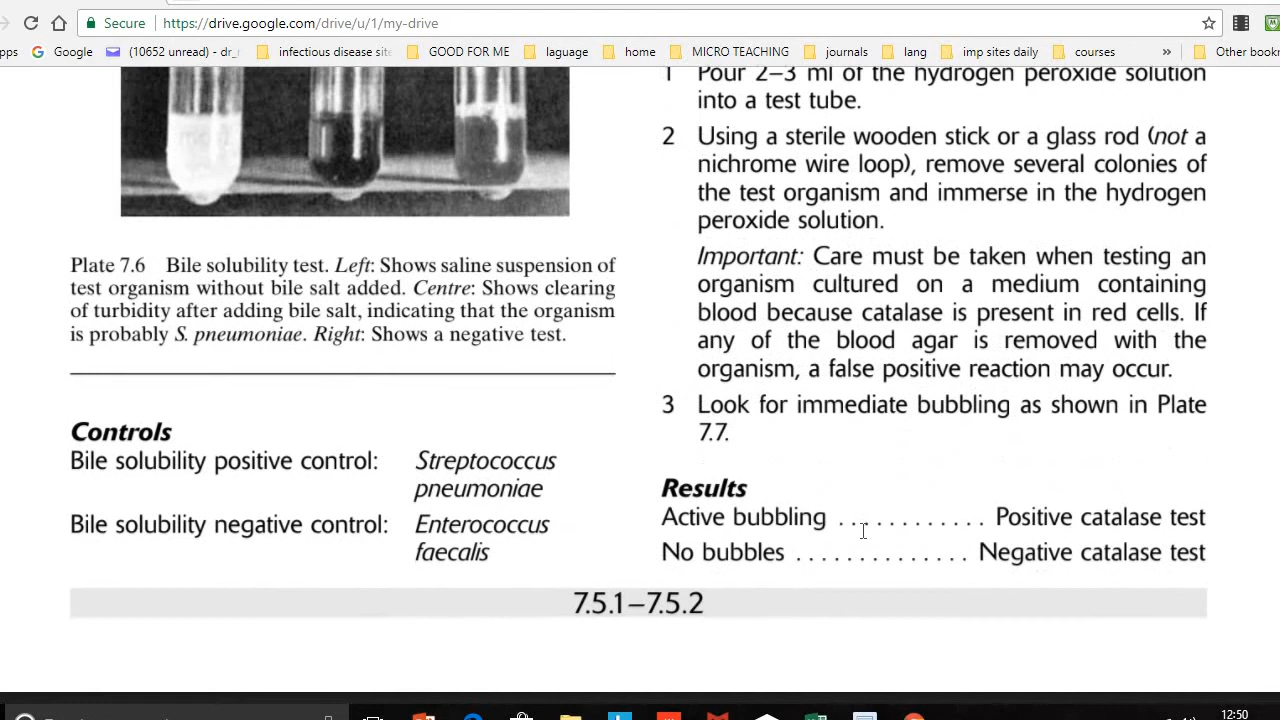 Secure
https://drive.google.com/drive/u/1/my-drive
pps Google (10652 unread) - dr_ infectious disease site GOOD FOR ME laguage home MICRO TEACHING journals lang imp sites daily courses » Other book
Plate 7.6 Bile solubility test. Left: Shows saline suspension of
test organism without bile salt added. Centre: Shows clearing
of turbidity after adding bile salt, indicating that the organism
is probably S. pneumoniae. Right: Shows a negative test.
Controls
Bile solubility positive control: Streptococcus
pneumoniae
Bile solubility negative control: Enterococcus
faecalis
1 Pour 2–3 ml of the hydrogen peroxide solution
into a test tube.
2 Using a sterile wooden stick or a glass rod (not a
nichrome wire loop), remove several colonies of
the test organism and immerse in the hydrogen
peroxide solution.
Important: Care must be taken when testing an
organism cultured on a medium containing
blood because catalase is present in red cells. If
any of the blood agar is removed with the
organism, a false positive reaction may occur.
3 Look for immediate bubbling as shown in Plate
7.7.
Results
Active bubbling . . . . . . . . . . . . Positive catalase test
No bubbles . . . . . . . . . . . . . . Negative catalase test
7.5.1–7.5.2
12:50